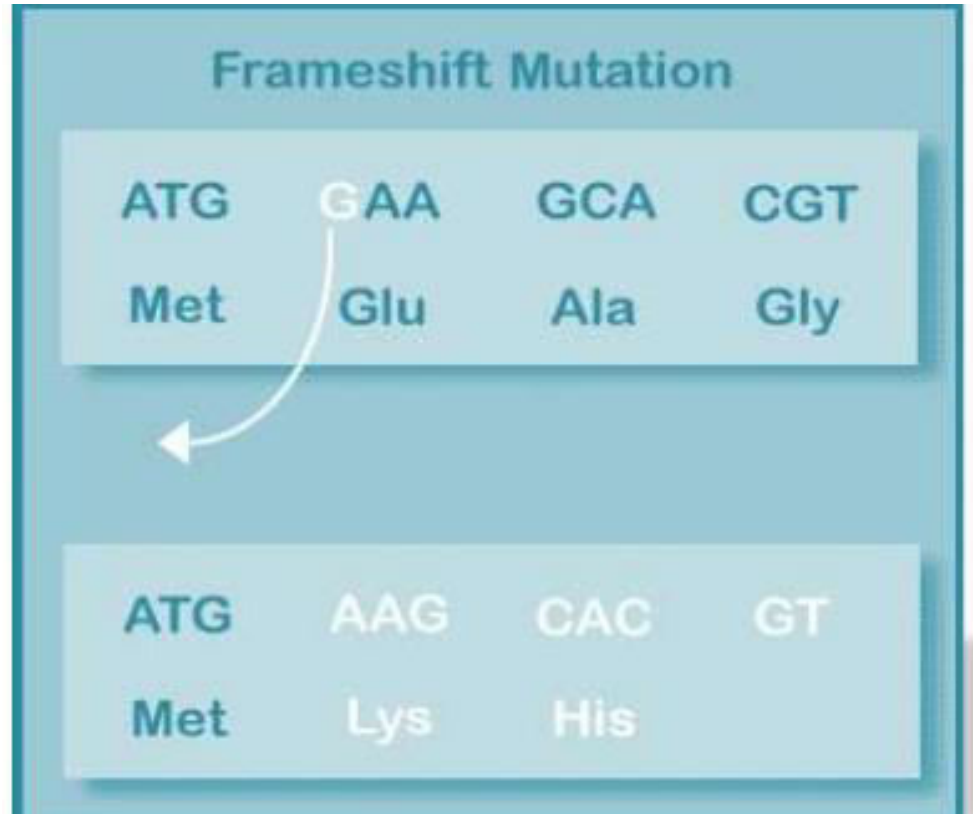 Frameshift Mutation
ATG GAA GCA CGT
Met Glu Ala Gly
ATG AAG CAC GT
Met Lys His